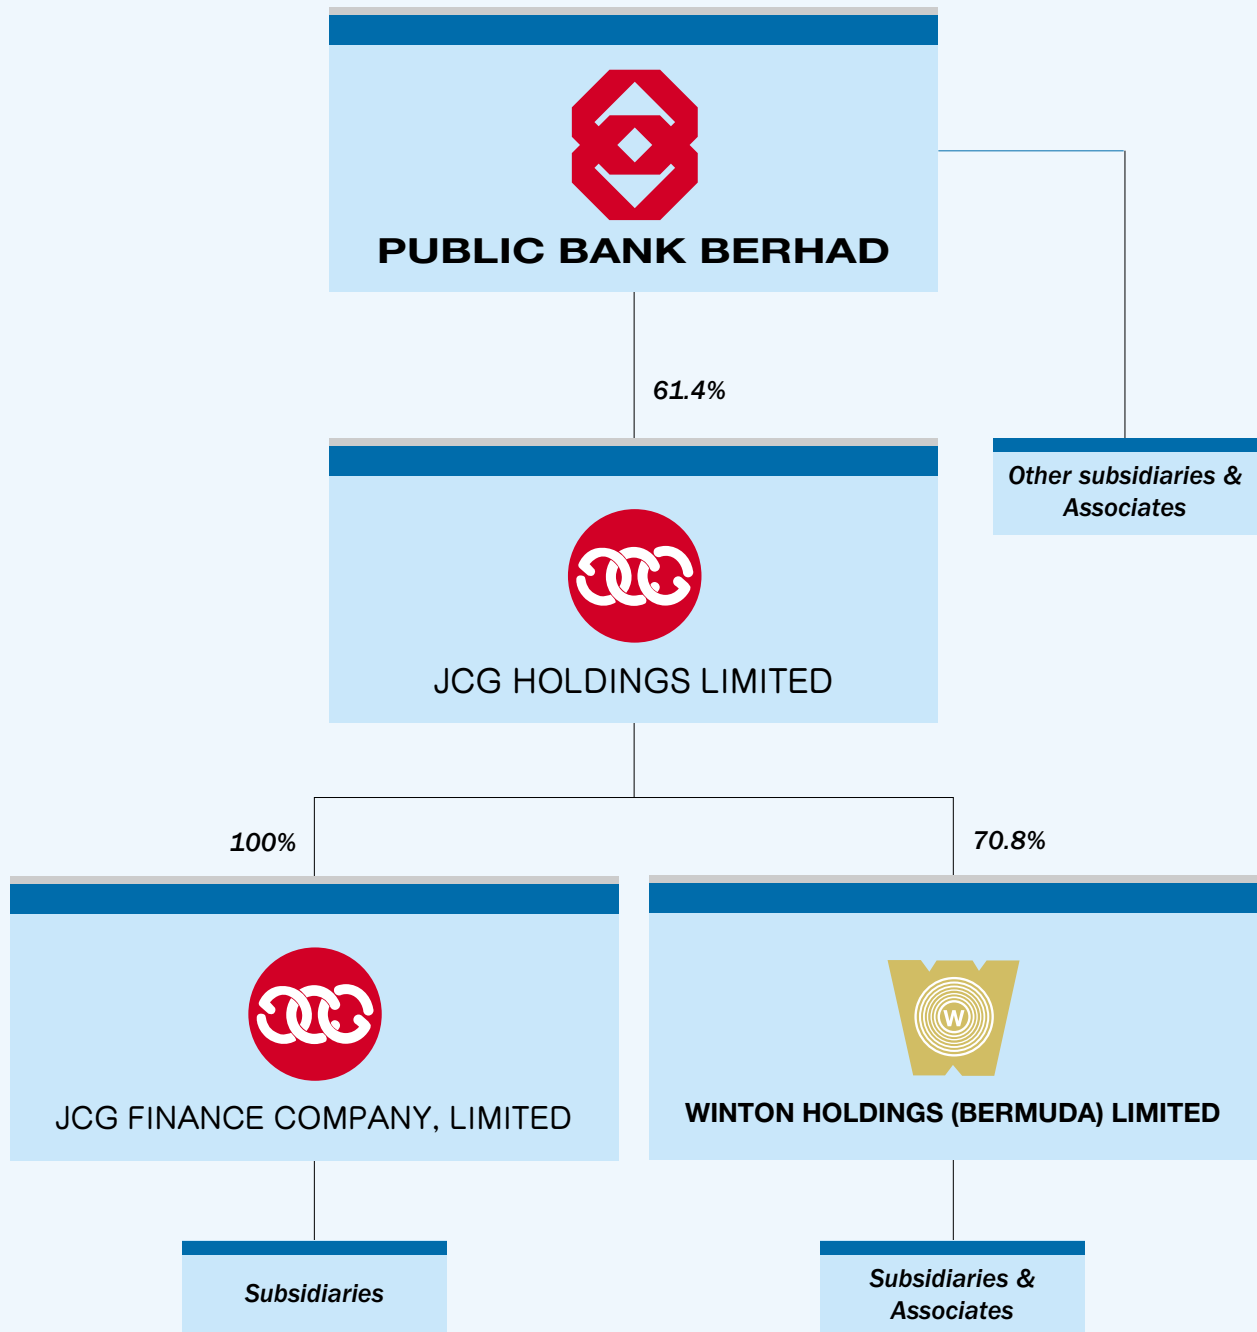 PUBLIC BANK BERHAD
61.4%
Other subsidiaries &
Associates
JCG HOLDINGS LIMITED
100%
70.8%
JCG FINANCE COMPANY, LIMITED
W
WINTON HOLDINGS (BERMUDA) LIMITED
Subsidiaries
Subsidiaries &
Associates